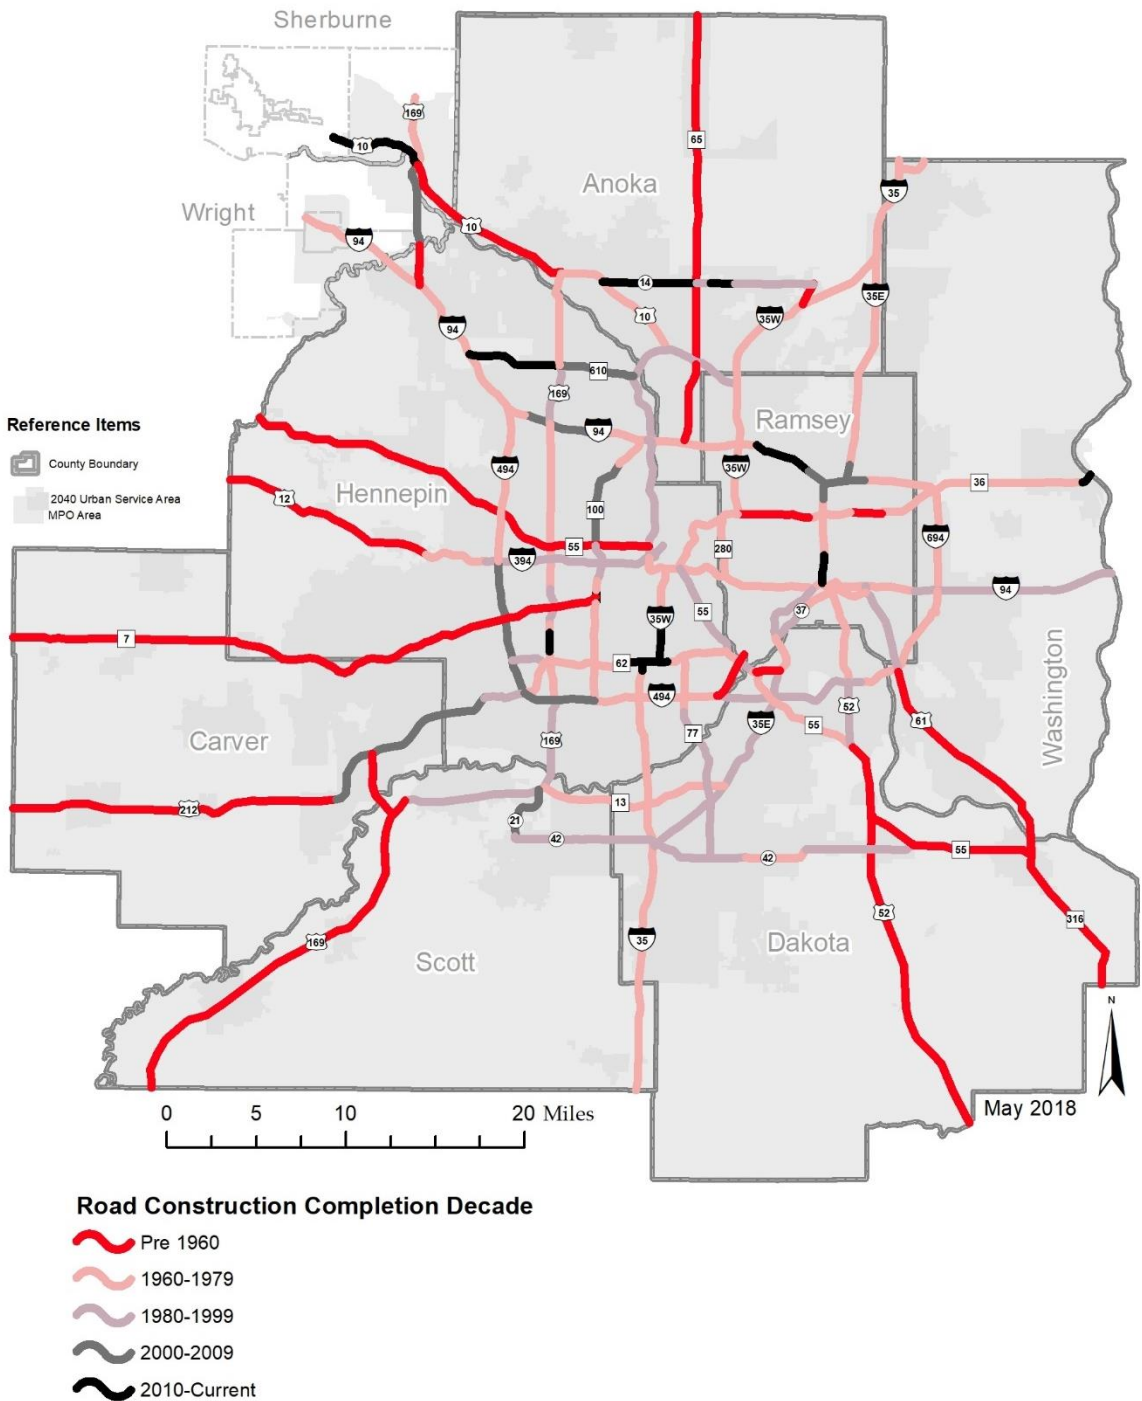 Sherburne
169
10
65
Anoka
35
Wright
94
10
14
35E
10
35W
94
610
169
Ramsey
Reference Items
County Boundary
2040 Urban Service Area
MPO Area
94
494
35W
36
12
Hennepin
100
55
394
280
694
94
55
37
35W
7
62
494
52
61
Washington
Carver
169
77
35E
55
212
13
21
42
42
55
52
316
169
Scott
35
Dakota
N
0 5 10 20 Miles
May 2018
Road Construction Completion Decade
Pre 1960
1960-1979
1980-1999
2000-2009
2010-Current